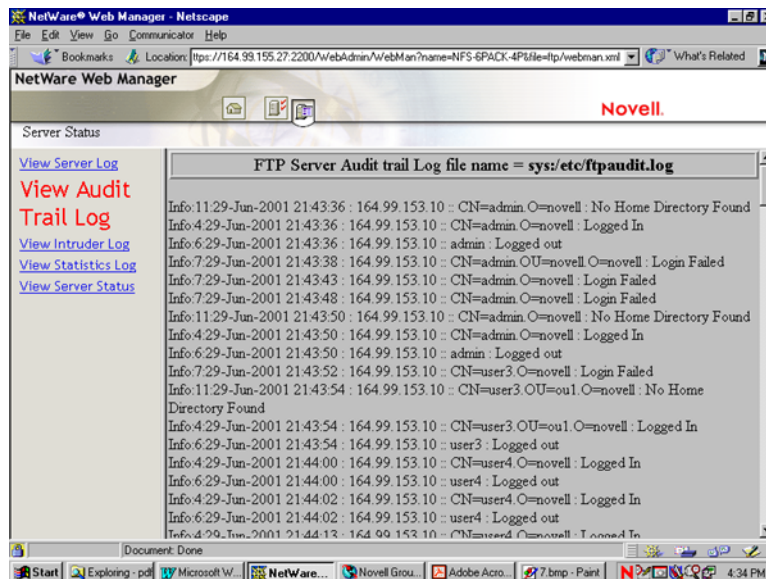 NetWare® Web Manager - Netscape
File Edit View Go Communicator Help
Bookmarks Location: ttps://164.99.155.27:2200/WebAdmin/WebMan?name=NFS-6PACK-4P&file=ftp/webman.xml What's Related
NetWare Web Manager
Novell.
Server Status
View Server Log
View Audit
Trail Log
View Intruder Log
View Statistics Log
View Server Status
FTP Server Audit trail Log file name = sys:/etc/ftpaudit.log
Info:11:29-Jun-2001 21:43:36 : 164.99.153.10 :: CN=admin.O=novell : No Home Directory Found
Info:4:29-Jun-2001 21:43:36 : 164.99.153.10 :: CN=admin.O=novell : Logged In
Info:6:29-Jun-2001 21:43:36 : 164.99.153.10 :: admin : Logged out
Info:7:29-Jun-2001 21:43:38 : 164.99.153.10 :: CN=admin.OU=novell.O=novell : Login Failed
Info:7:29-Jun-2001 21:43:43 : 164.99.153.10 :: CN=admin.O=novell : Login Failed
Info:7:29-Jun-2001 21:43:48 : 164.99.153.10 :: CN=admin.O=novell : Login Failed
Info:11:29-Jun-2001 21:43:50 : 164.99.153.10 :: CN=admin.O=novell : No Home Directory Found
Info:4:29-Jun-2001 21:43:50 : 164.99.153.10 :: CN=admin.O=novell : Logged In
Info:6:29-Jun-2001 21:43:50 : 164.99.153.10 :: admin : Logged out
Info:7:29-Jun-2001 21:43:52 : 164.99.153.10 :: CN=user3.O=novell : Login Failed
Info:11:29-Jun-2001 21:43:54 : 164.99.153.10 :: CN=user3.OU=ou1.O=novell : No Home
Directory Found
Info:4:29-Jun-2001 21:43:54 : 164.99.153.10 :: CN=user3.OU=ou1.O=novell : Logged In
Info:6:29-Jun-2001 21:43:54 : 164.99.153.10 :: user3 : Logged out
Info:4:29-Jun-2001 21:44:00 : 164.99.153.10 :: CN=user4.O=novell : Logged In
Info:6:29-Jun-2001 21:44:00 : 164.99.153.10 :: user4 : Logged out
Info:4:29-Jun-2001 21:44:02 : 164.99.153.10 :: CN=user4.O=novell : Logged In
Info:6:29-Jun-2001 21:44:02 : 164.99.153.10 :: user4 : Logged out
Info:4:29-Jun-2001 21:44:13 : 164.99.153.10 :: CN=user4.O=novell : Logged In
Document: Done
Start Exploring - pdf Microsoft W... NetWare... Novell Grou... Adobe Acro... 7.bmp - Paint 4:34 PM